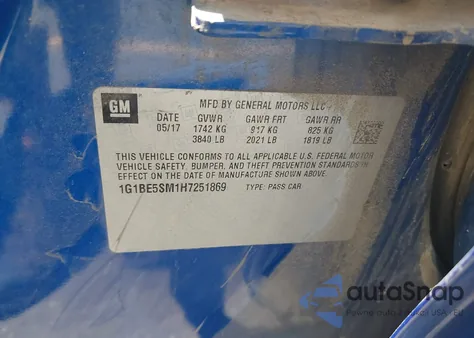 GM
MFD BY GENERAL MOTORS LLC
DATE GVWR GAWR FRT GAWR RR
05/17 1742 KG 917 KG 825 KG
3840 LB 2021 LB 1819 LB
THIS VEHICLE CONFORMS TO ALL APPLICABLE U.S. FEDERAL MOTOR
VEHICLE SAFETY, BUMPER, AND THEFT PREVENTION STANDARDS IN
EFFECT ON THE DATE OF MANUFACTURE SHOWN ABOVE.
1G1BE5SM1H7251869 TYPE: PASS CAR
autoSnap